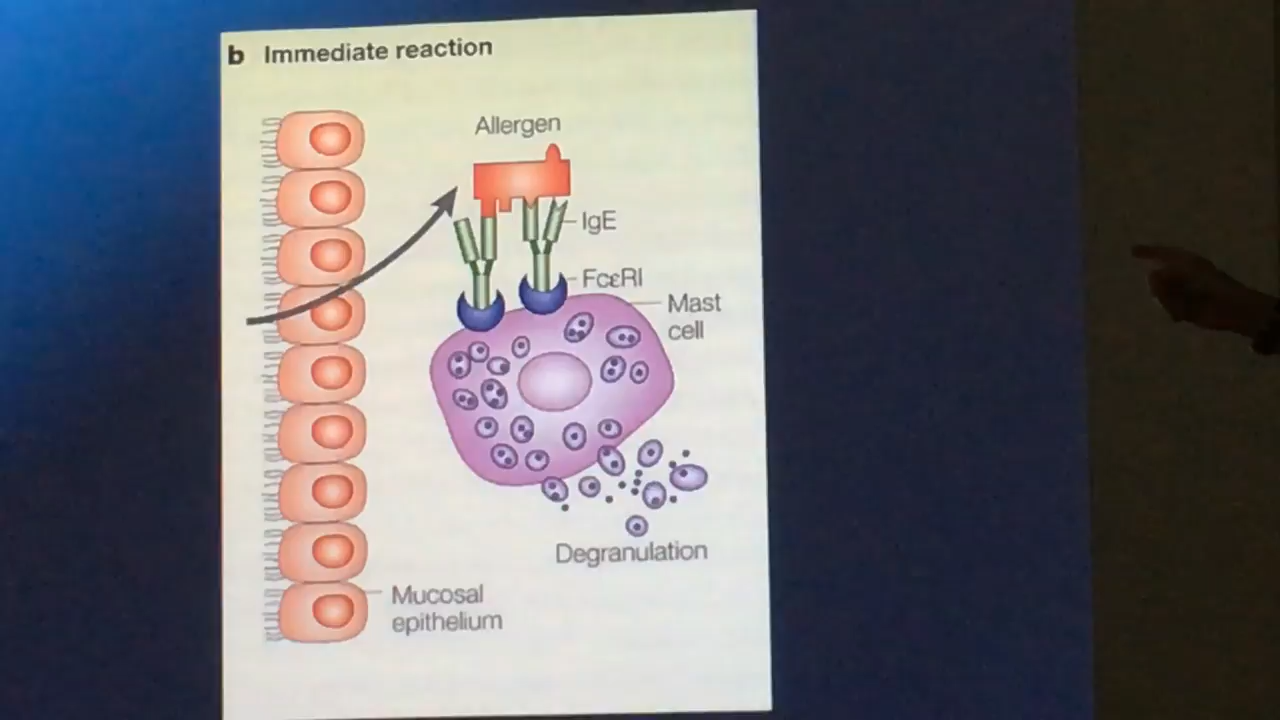 b Immediate reaction
Allergen
IgE
FcεRI
Mast
cell
Degranulation
Mucosal
epithelium